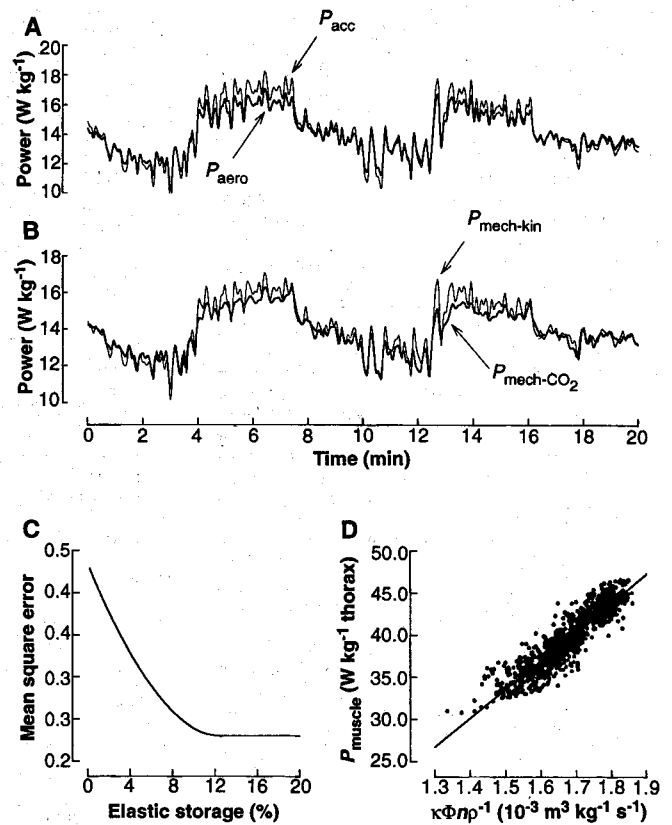 A
P_acc
Power (W kg⁻¹)
20
18
16
14
12
10
P_aero
B
P_mech-kin
Power (W kg⁻¹)
18
16
14
12
10
P_mech-CO₂
0 2 4 6 8 10 12 14 16 18 20
Time (min)
C
Mean square error
0.5
0.4
0.4
0.3
0.3
0.2
0 4 8 12 16 20
Elastic storage (%)
D
P_muscle (W kg⁻¹ thorax)
50.0
45.0
40.0
35.0
30.0
25.0
1.3 1.4 1.5 1.6 1.7 1.8 1.9
κΦnρ⁻¹ (10⁻³ m³ kg⁻¹ s⁻¹)